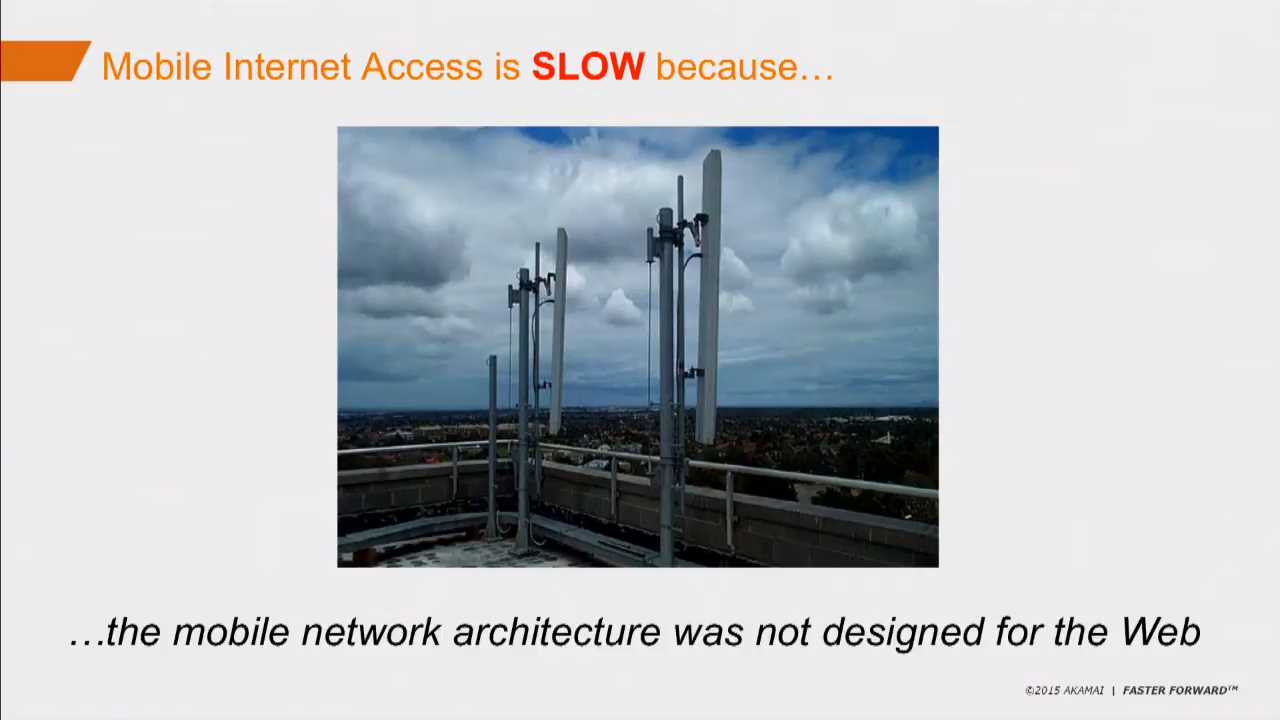 Mobile Internet Access is SLOW because…
…the mobile network architecture was not designed for the Web
©2015 AKAMAI | FASTER FORWARD™